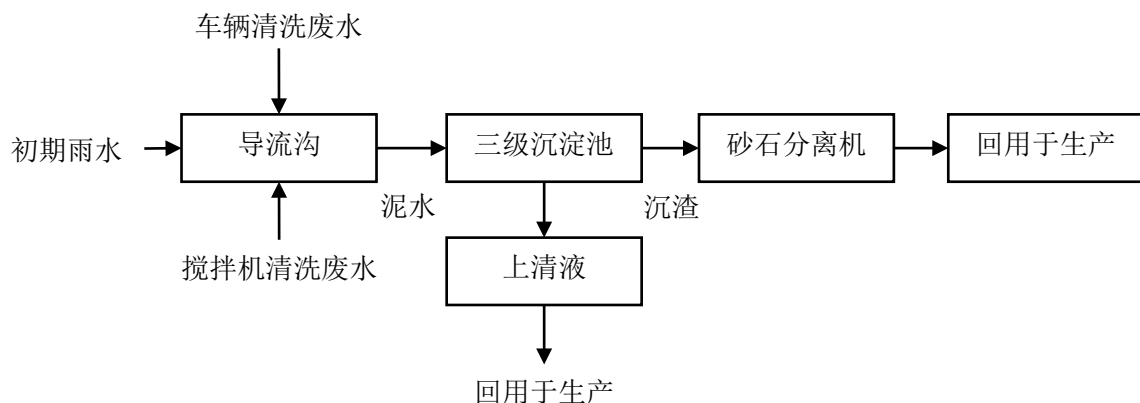 车辆清洗废水
初期雨水
导流沟
三级沉淀池
砂石分离机
回用于生产
泥水
沉渣
搅拌机清洗废水
上清液
回用于生产